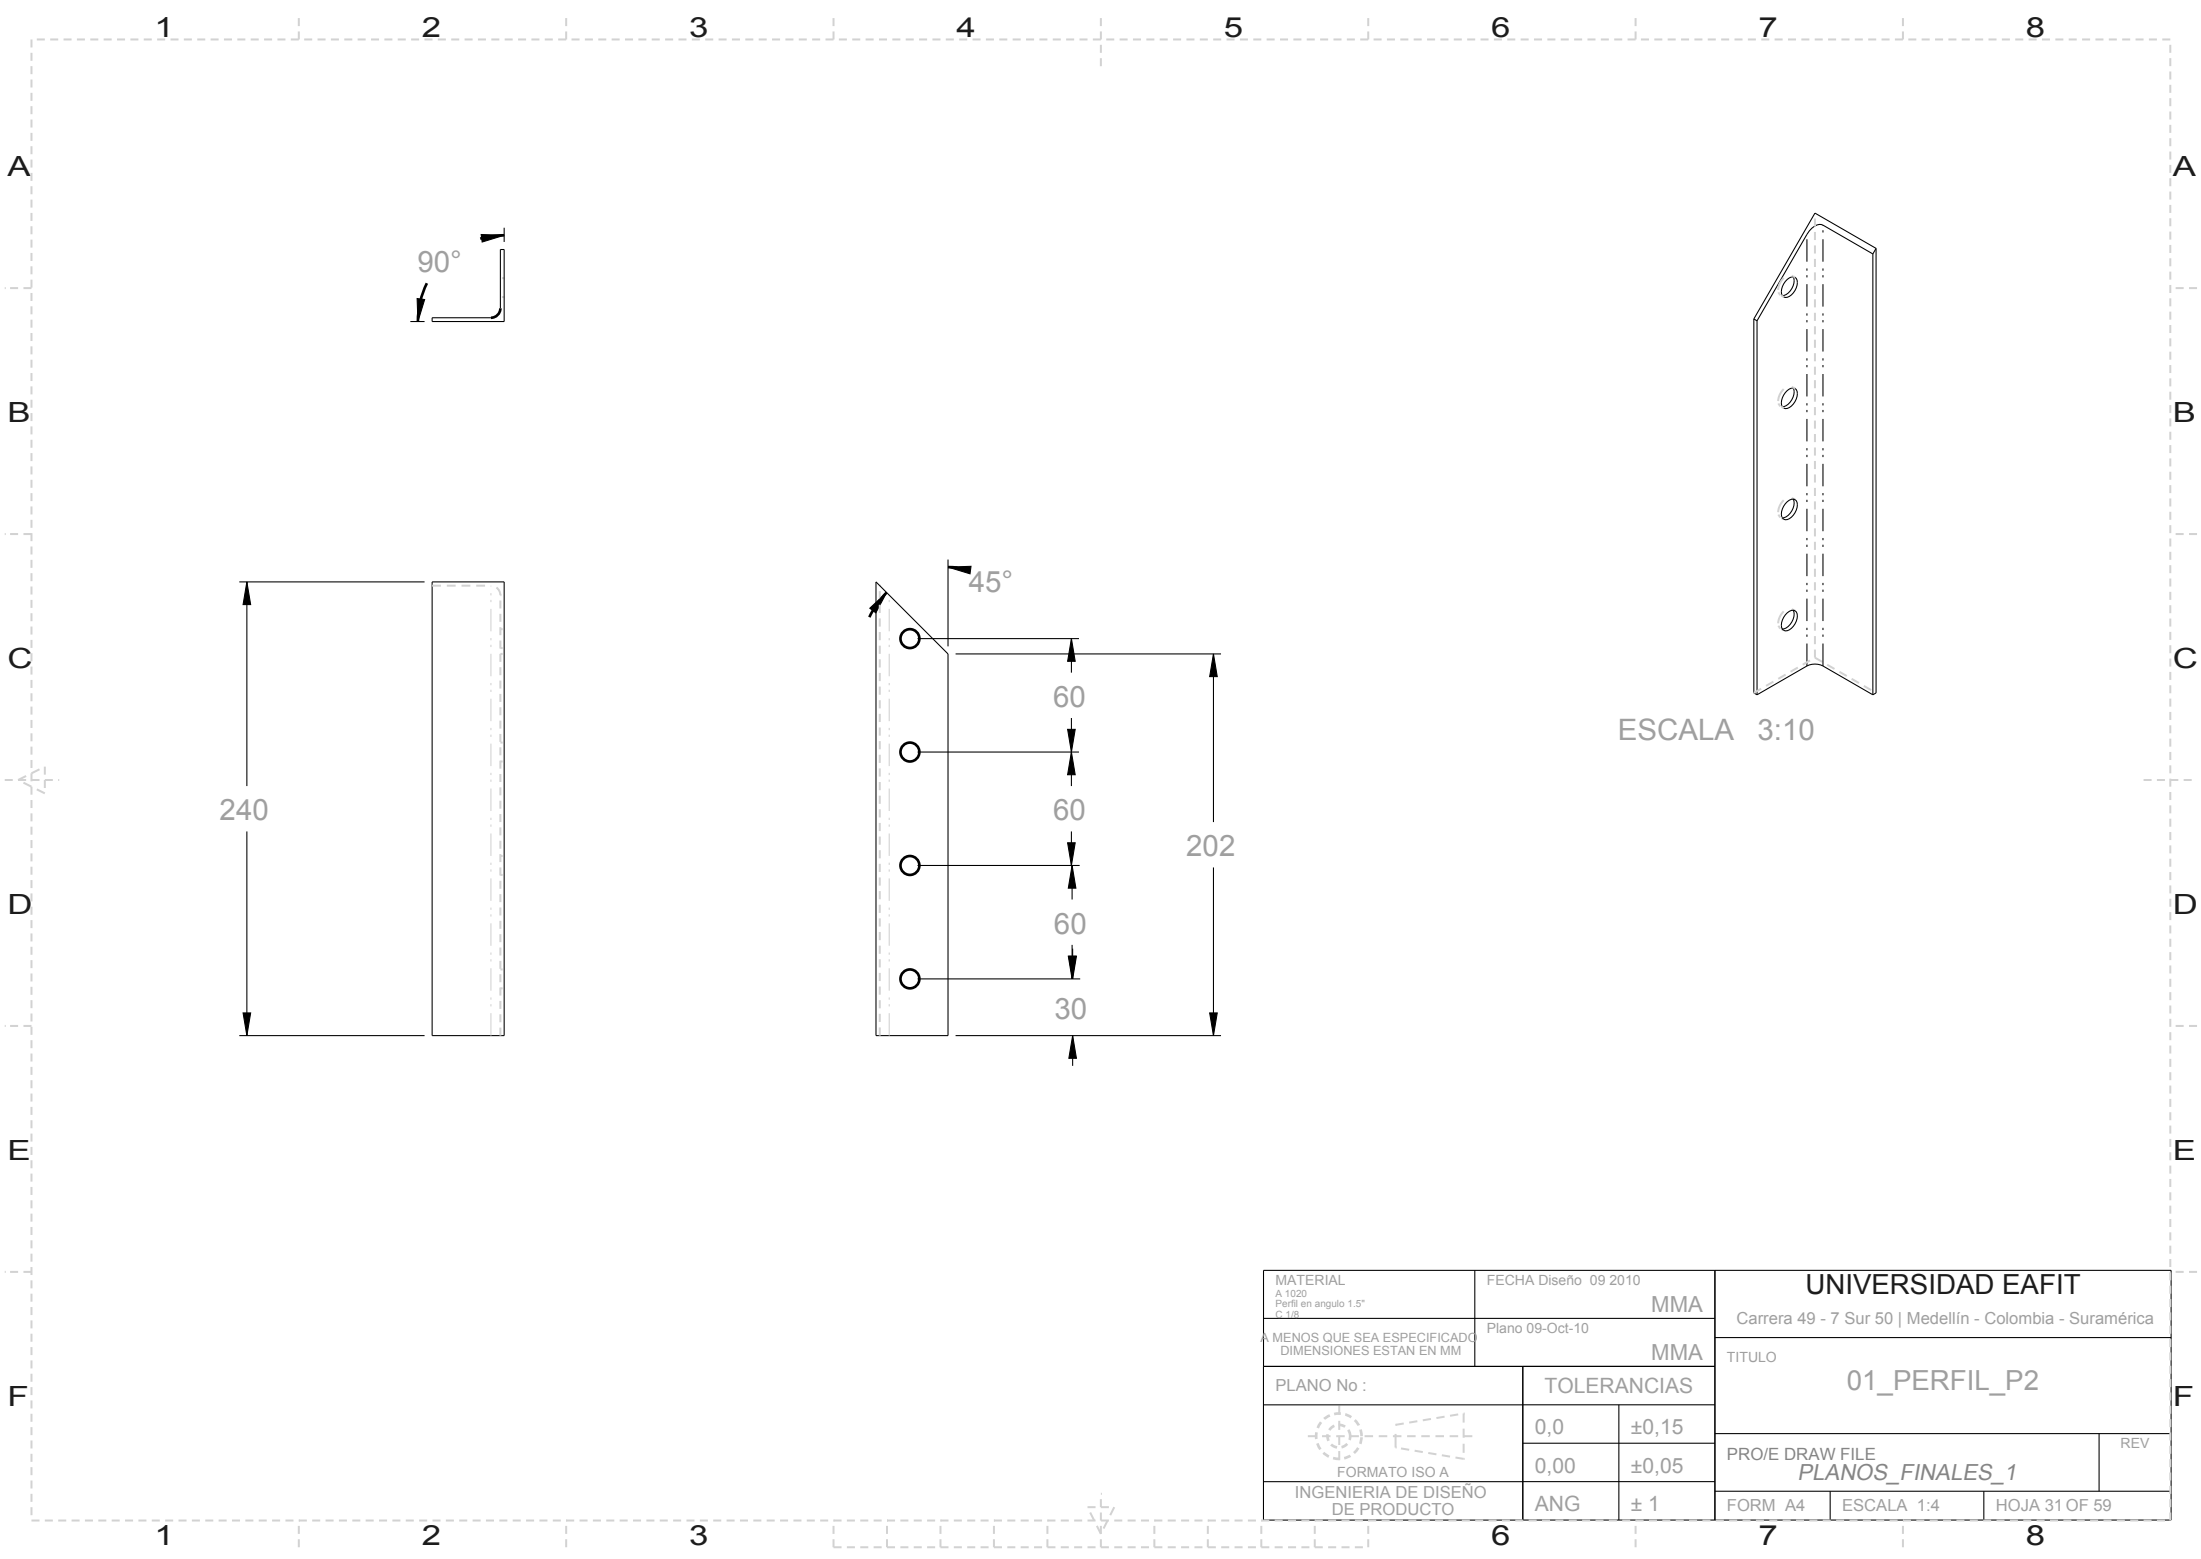 1 2 3 4 5 6 7 8
A A
90°
B B
45°
C C
60
ESCALA 3:10
240
60
202
D D
60
30
E E
MATERIAL
A 1020
Perfil en angulo 1.5"
C 1/8
FECHA Diseño 09 2010
MMA
UNIVERSIDAD EAFIT
Carrera 49 - 7 Sur 50 | Medellín - Colombia - Suramérica
A MENOS QUE SEA ESPECIFICADO
DIMENSIONES ESTAN EN MM
Plano 09-Oct-10
MMA
TITULO
01_PERFIL_P2
F F
PLANO No :
TOLERANCIAS
0,0 ±0,15
0,00 ±0,05
ANG ± 1
FORMATO ISO A
INGENIERIA DE DISEÑO
DE PRODUCTO
PRO/E DRAW FILE
PLANOS_FINALES_1
REV
FORM A4 ESCALA 1:4 HOJA 31 OF 59
1 2 3 6 7 8